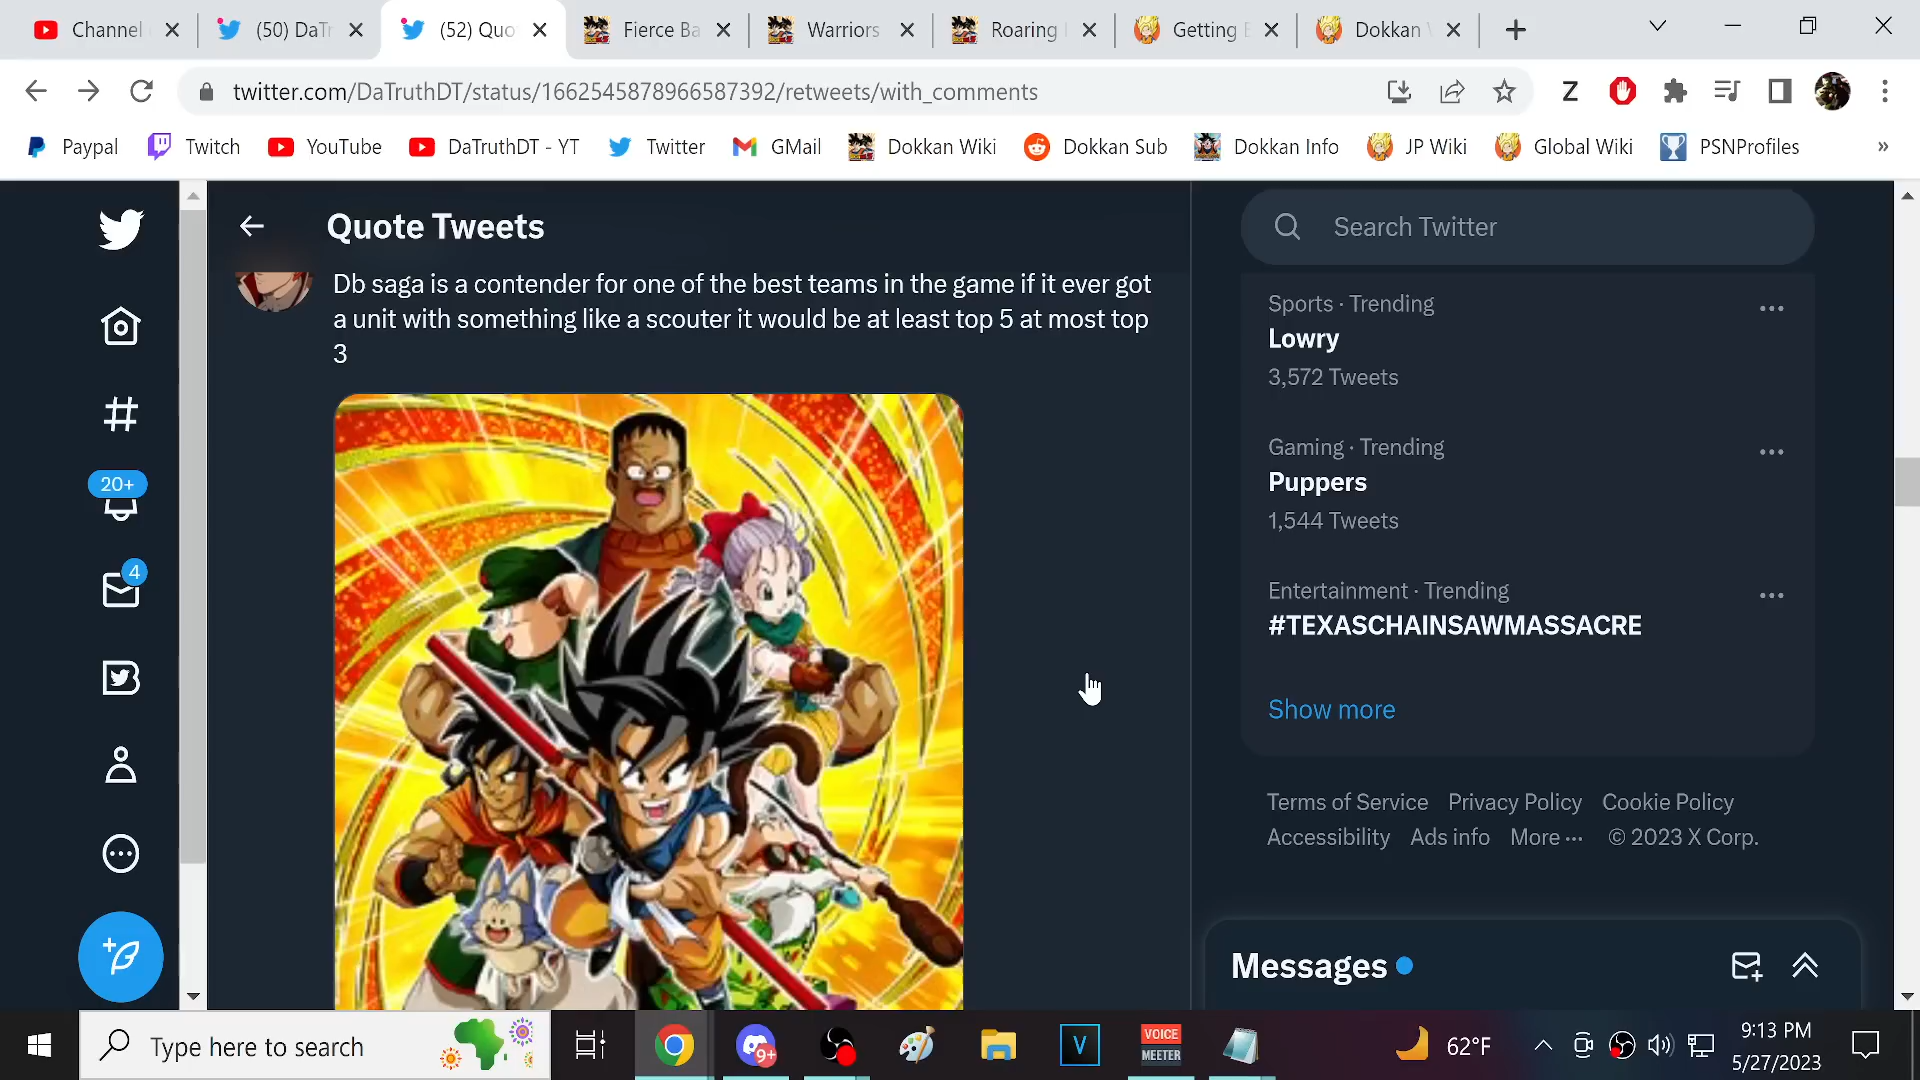 Channel
(50) DaTr
(52) Quo
Fierce Ba
Warriors
Roaring
Getting
Dokkan
twitter.com/DaTruthDT/status/1662545878966587392/retweets/with_comments
Z
Paypal
Twitch
YouTube
DaTruthDT - YT
Twitter
GMail
Dokkan Wiki
Dokkan Sub
Dokkan Info
JP Wiki
Global Wiki
PSNProfiles
»
Quote Tweets
Search Twitter
Db saga is a contender for one of the best teams in the game if it ever got
a unit with something like a scouter it would be at least top 5 at most top
3
20+
4
Sports · Trending
Lowry
3,572 Tweets
Gaming · Trending
Puppers
1,544 Tweets
Entertainment · Trending
#TEXASCHAINSAWMASSACRE
Show more
Terms of Service Privacy Policy Cookie Policy
Accessibility Ads info More ··· © 2023 X Corp.
Messages
Type here to search
9+
V
VOICE
MEETER
62°F
9:13 PM
5/27/2023